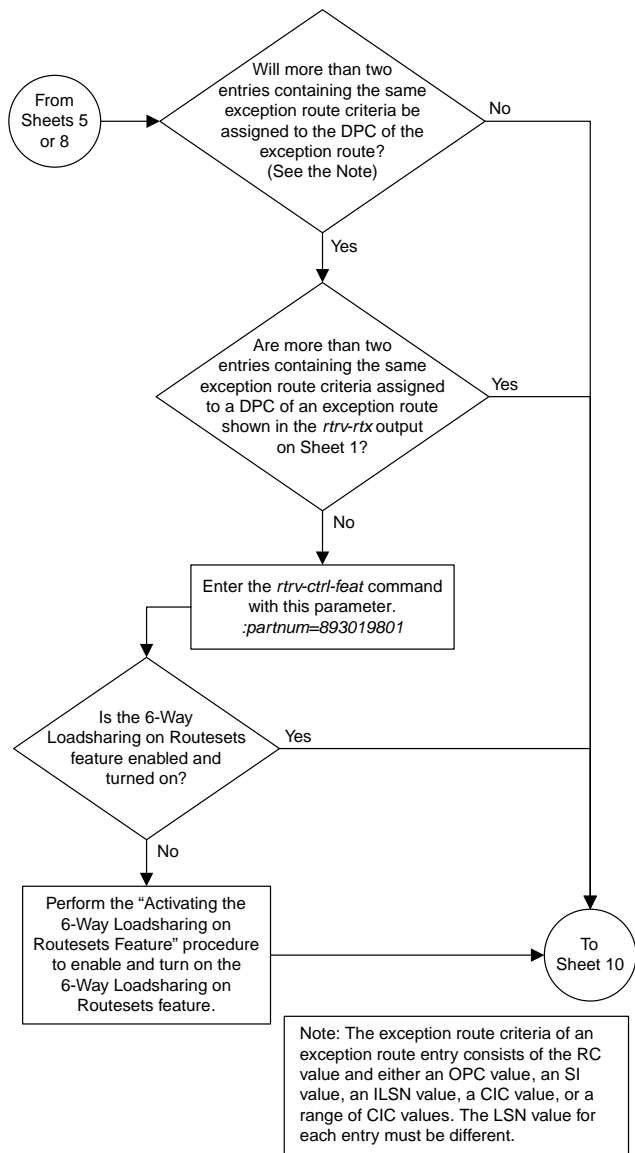 From
Sheets 5
or 8
Will more than two
entries containing the same
exception route criteria be
assigned to the DPC of the
exception route?
(See the Note)
No
Yes
Are more than two
entries containing the same
exception route criteria assigned
to a DPC of an exception route
shown in the rtrv-rtx output
on Sheet 1?
Yes
No
Enter the rtrv-ctrl-feat command
with this parameter.
:partnum=893019801
Is the 6-Way
Loadsharing on Routesets
feature enabled and
turned on?
Yes
No
Perform the “Activating the
6-Way Loadsharing on
Routesets Feature” procedure
to enable and turn on the
6-Way Loadsharing on
Routesets feature.
To
Sheet 10
Note: The exception route criteria of an
exception route entry consists of the RC
value and either an OPC value, an SI
value, an ILSN value, a CIC value, or a
range of CIC values. The LSN value for
each entry must be different.